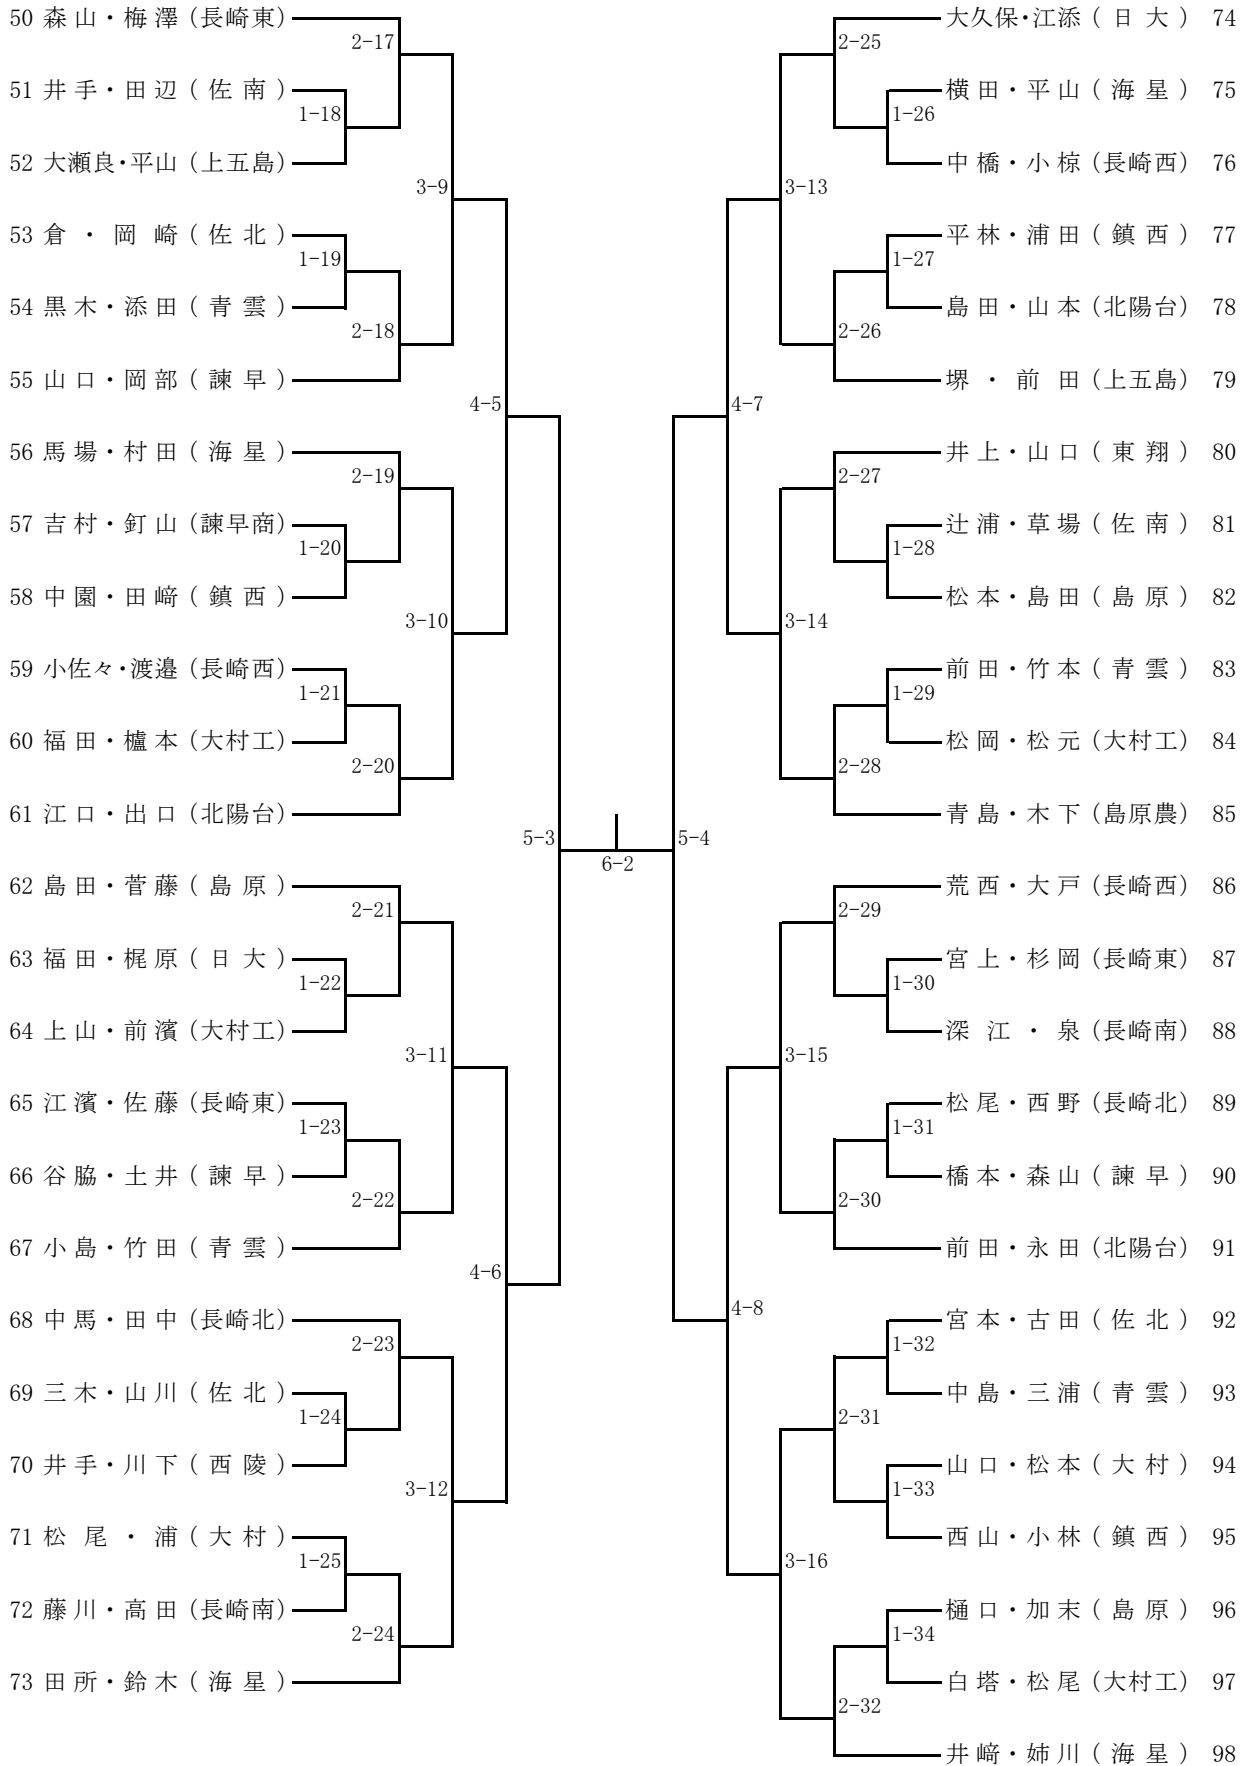 50 森山・梅澤 (長崎東)
2-17
51 井手・田辺 (佐南)
1-18
52 大瀬良・平山 (上五島)
3-9
53 倉・岡崎 (佐北)
1-19
54 黒木・添田 (青雲)
2-18
55 山口・岡部 (諫早)
4-5
56 馬場・村田 (海星)
2-19
57 吉村・釘山 (諫早商)
1-20
58 中園・田﨑 (鎮西)
3-10
59 小佐々・渡邉 (長崎西)
1-21
60 福田・櫨本 (大村工)
2-20
61 江口・出口 (北陽台)
5-3
62 島田・菅藤 (島原)
2-21
63 福田・梶原 (日大)
1-22
64 上山・前濱 (大村工)
3-11
65 江濱・佐藤 (長崎東)
1-23
66 谷脇・土井 (諫早)
2-22
67 小島・竹田 (青雲)
4-6
68 中馬・田中 (長崎北)
2-23
69 三木・山川 (佐北)
1-24
70 井手・川下 (西陵)
3-12
71 松尾・浦 (大村)
1-25
72 藤川・高田 (長崎南)
2-24
73 田所・鈴木 (海星)
6-2
大久保・江添 (日大) 74
2-25
横田・平山 (海星) 75
1-26
中橋・小椋 (長崎西) 76
3-13
平林・浦田 (鎮西) 77
1-27
島田・山本 (北陽台) 78
2-26
堺・前田 (上五島) 79
4-7
井上・山口 (東翔) 80
2-27
辻浦・草場 (佐南) 81
1-28
松本・島田 (島原) 82
3-14
前田・竹本 (青雲) 83
1-29
松岡・松元 (大村工) 84
2-28
青島・木下 (島原農) 85
5-4
荒西・大戸 (長崎西) 86
2-29
宮上・杉岡 (長崎東) 87
1-30
深江・泉 (長崎南) 88
3-15
松尾・西野 (長崎北) 89
1-31
橋本・森山 (諫早) 90
2-30
前田・永田 (北陽台) 91
4-8
宮本・古田 (佐北) 92
1-32
中島・三浦 (青雲) 93
2-31
山口・松本 (大村) 94
1-33
西山・小林 (鎮西) 95
3-16
樋口・加末 (島原) 96
1-34
白塔・松尾 (大村工) 97
2-32
井﨑・姉川 (海星) 98